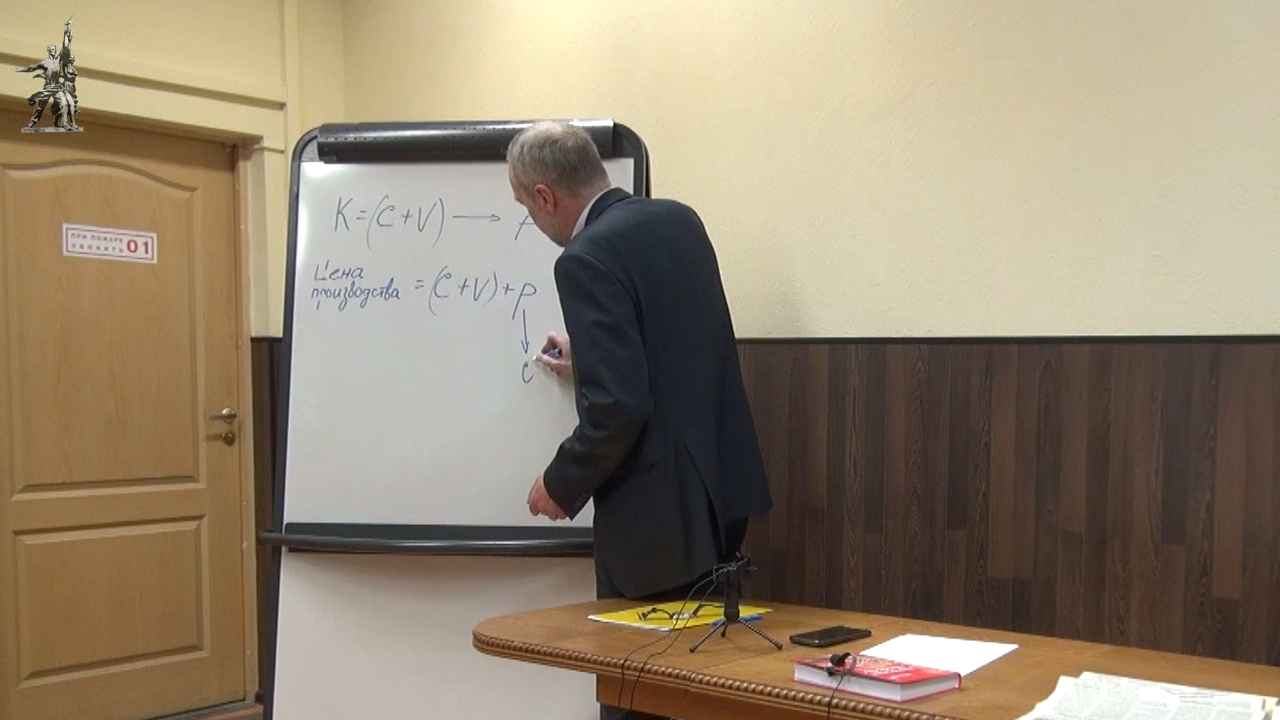 K = (C + V) → p
Цена
производства = (C + V) + p
↓
c
ПРИ ПОЖАРЕ
ЗВОНИТЬ 01